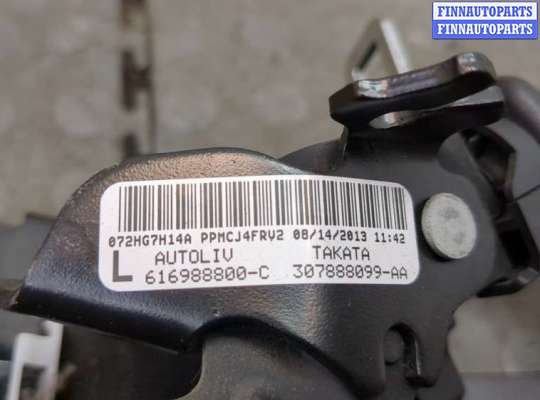 FINNAUTOPARTS
FINNAUTOPARTS
072HG7H14A PPMCJ4FRV2 08/14/2013 11:42
L AUTOLIV TAKATA
616988800-C 307888099-AA